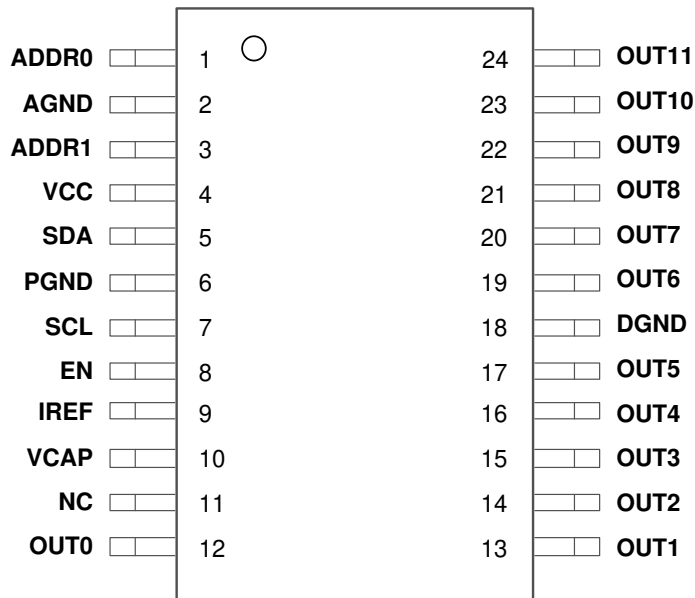 ADDR0 1 24 OUT11
AGND 2 23 OUT10
ADDR1 3 22 OUT9
VCC 4 21 OUT8
SDA 5 20 OUT7
PGND 6 19 OUT6
SCL 7 18 DGND
EN 8 17 OUT5
IREF 9 16 OUT4
VCAP 10 15 OUT3
NC 11 14 OUT2
OUT0 12 13 OUT1